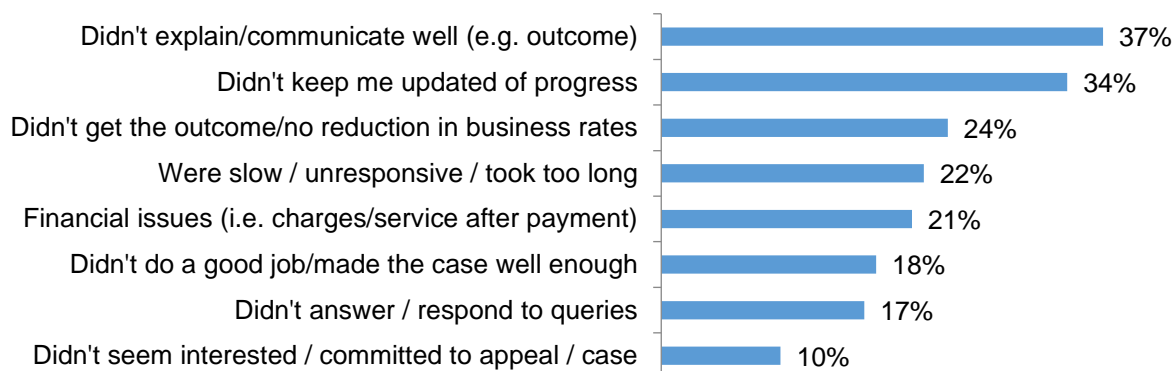 Didn't explain/communicate well (e.g. outcome) 37%
Didn't keep me updated of progress 34%
Didn't get the outcome/no reduction in business rates 24%
Were slow / unresponsive / took too long 22%
Financial issues (i.e. charges/service after payment) 21%
Didn't do a good job/made the case well enough 18%
Didn't answer / respond to queries 17%
Didn't seem interested / committed to appeal / case 10%